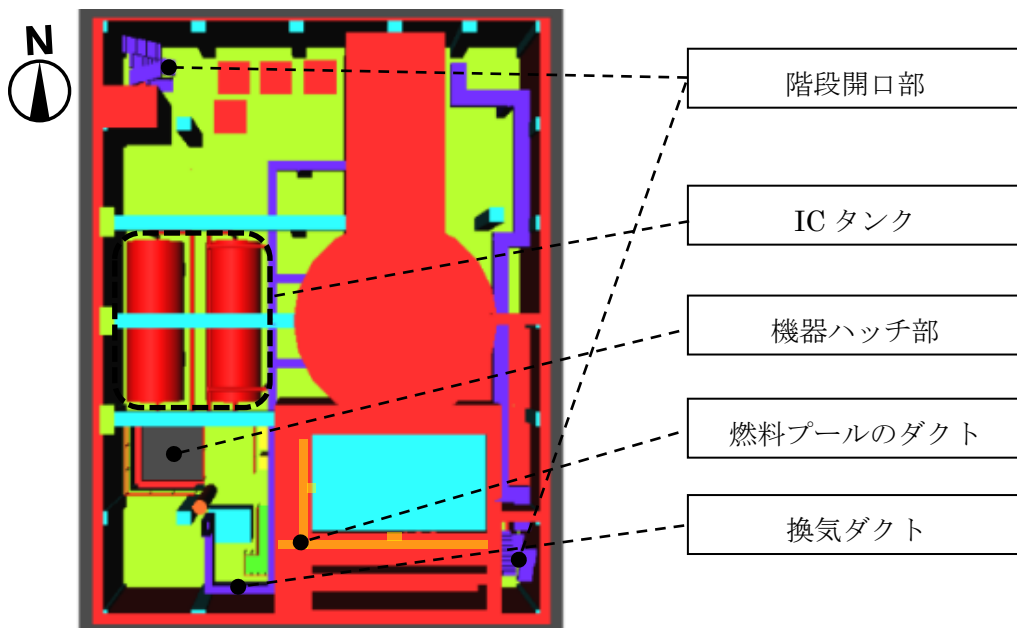 N
階段開口部
IC タンク
機器ハッチ部
燃料プールのダクト
換気ダクト